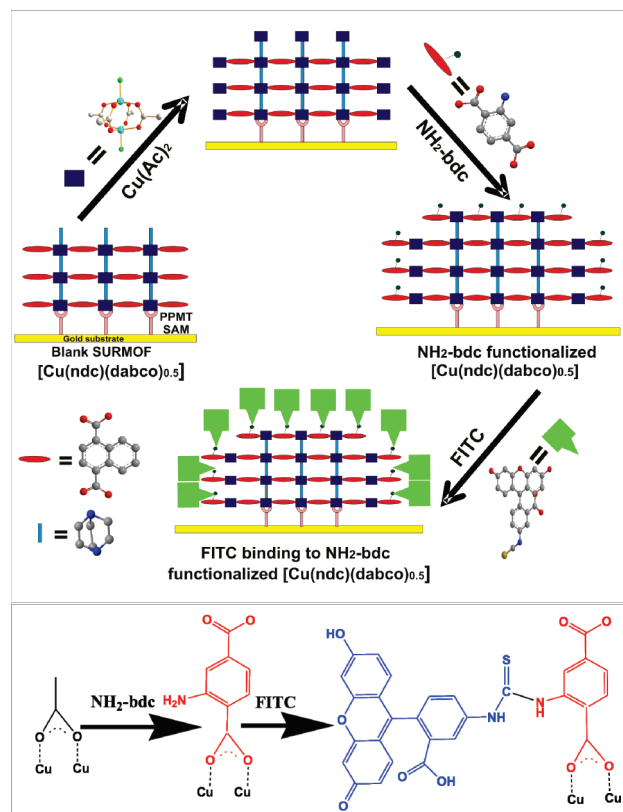 =
Cu(Ac)2
=
NH2-bdc
PPMT
SAM
Gold substrate
Blank SURMOF
[Cu(ndc)(dabco)0.5]
NH2-bdc functionalized
[Cu(ndc)(dabco)0.5]
=
=
FITC
=
FITC binding to NH2-bdc
functionalized [Cu(ndc)(dabco)0.5]
O
O
Cu
Cu
NH2-bdc
O
O
H2N
O
O
Cu
Cu
FITC
HO
O
O
O
OH
NH
S
N
H
O
O
O
O
Cu
Cu